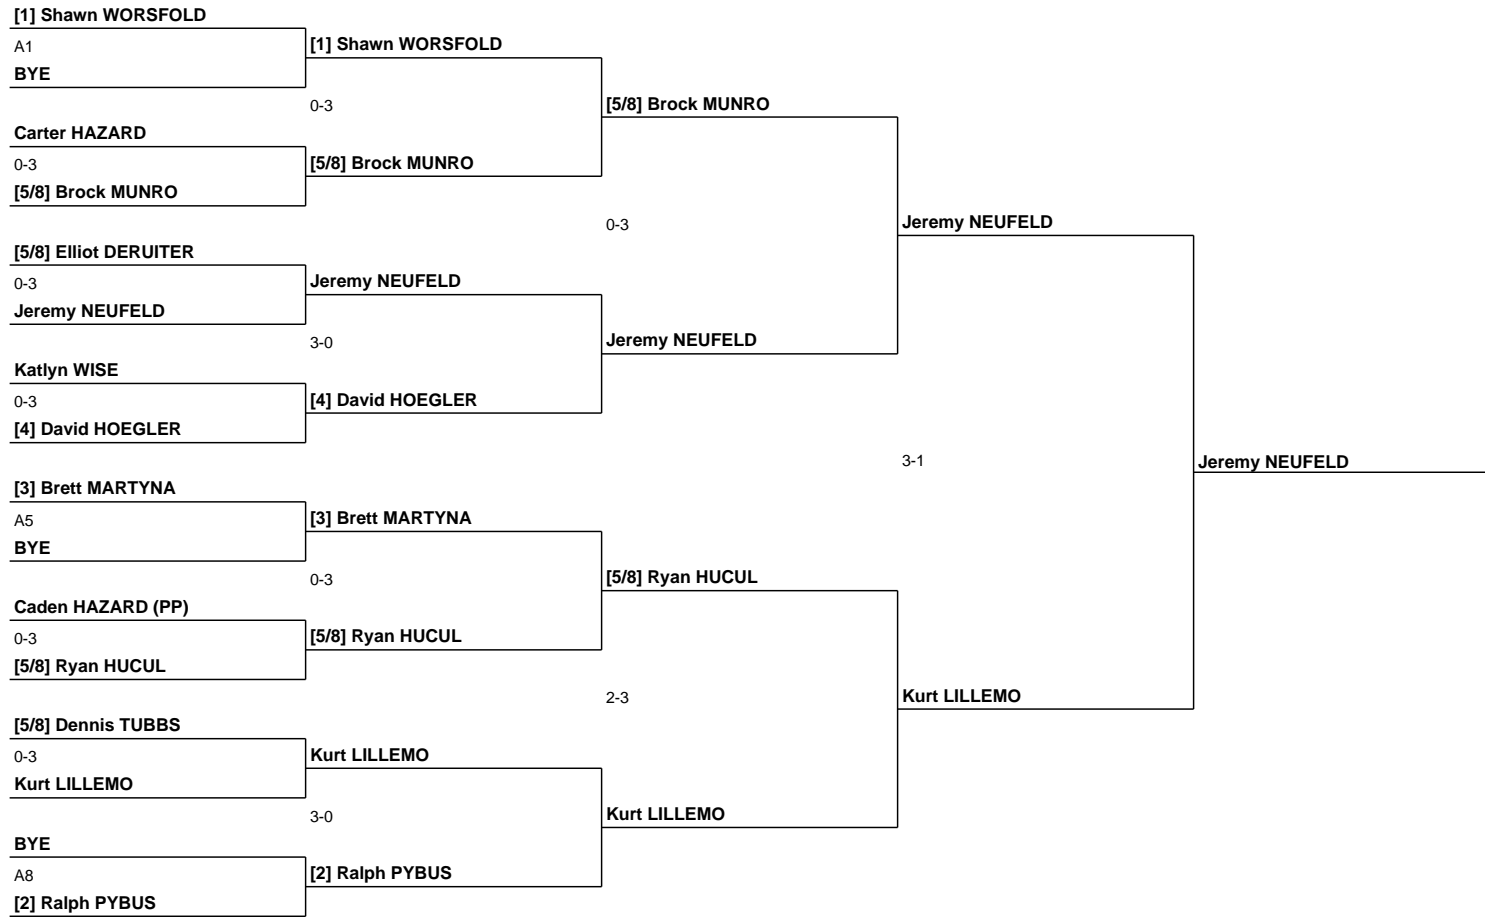 [1] Shawn WORSFOLD
A1
BYE
[1] Shawn WORSFOLD
0-3
Carter HAZARD
0-3
[5/8] Brock MUNRO
[5/8] Brock MUNRO
[5/8] Brock MUNRO
0-3
[5/8] Elliot DERUITER
0-3
Jeremy NEUFELD
Jeremy NEUFELD
3-0
Katlyn WISE
0-3
[4] David HOEGLER
[4] David HOEGLER
Jeremy NEUFELD
Jeremy NEUFELD
3-1
[3] Brett MARTYNA
A5
BYE
[3] Brett MARTYNA
0-3
Caden HAZARD (PP)
0-3
[5/8] Ryan HUCUL
[5/8] Ryan HUCUL
[5/8] Ryan HUCUL
2-3
[5/8] Dennis TUBBS
0-3
Kurt LILLEMO
Kurt LILLEMO
3-0
BYE
A8
[2] Ralph PYBUS
[2] Ralph PYBUS
Kurt LILLEMO
Kurt LILLEMO
Jeremy NEUFELD